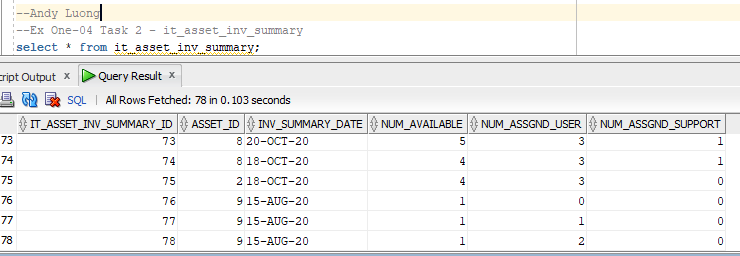 --Andy Luong
--Ex One-04 Task 2 - it_asset_inv_summary
select * from it_asset_inv_summary;
cript Output x Query Result x
SQL | All Rows Fetched: 78 in 0.103 seconds
IT_ASSET_INV_SUMMARY_ID ASSET_ID INV_SUMMARY_DATE NUM_AVAILABLE NUM_ASSGND_USER NUM_ASSGND_SUPPORT
73 73 8 20-OCT-20 5 3 1
74 74 8 18-OCT-20 4 3 1
75 75 2 18-OCT-20 4 3 0
76 76 9 15-AUG-20 1 0 0
77 77 9 15-AUG-20 1 1 0
78 78 9 15-AUG-20 1 2 0